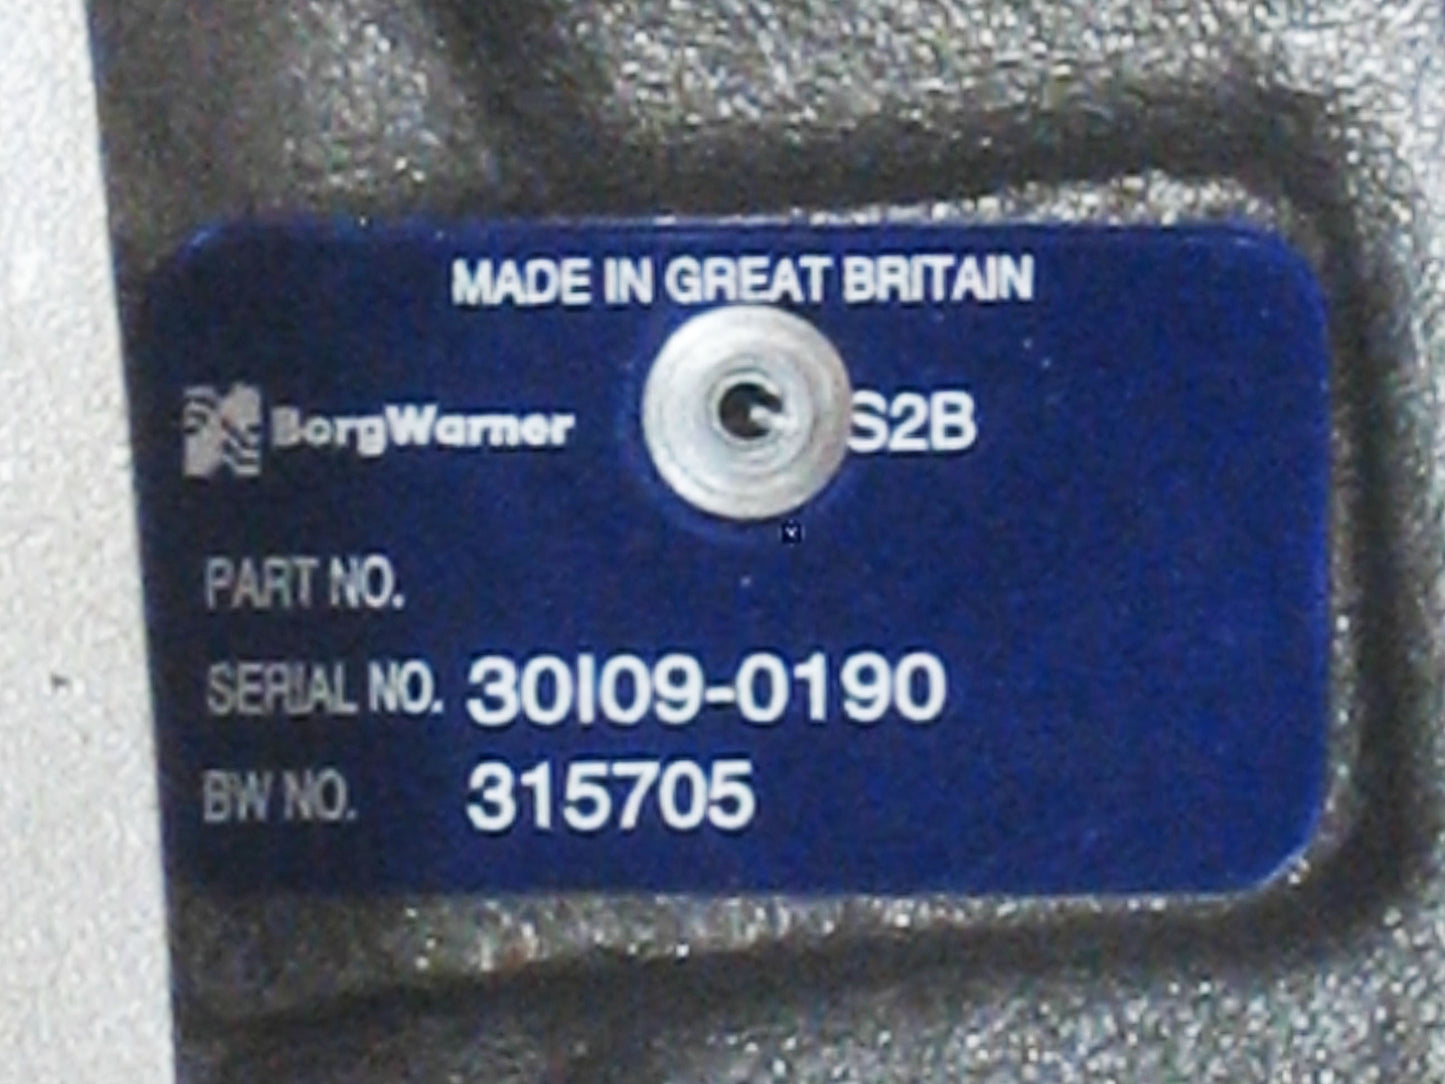 MADE IN GREAT BRITAIN
BorgWarner S2B
PART NO.
SERIAL NO. 30I09-0190
BW NO. 315705